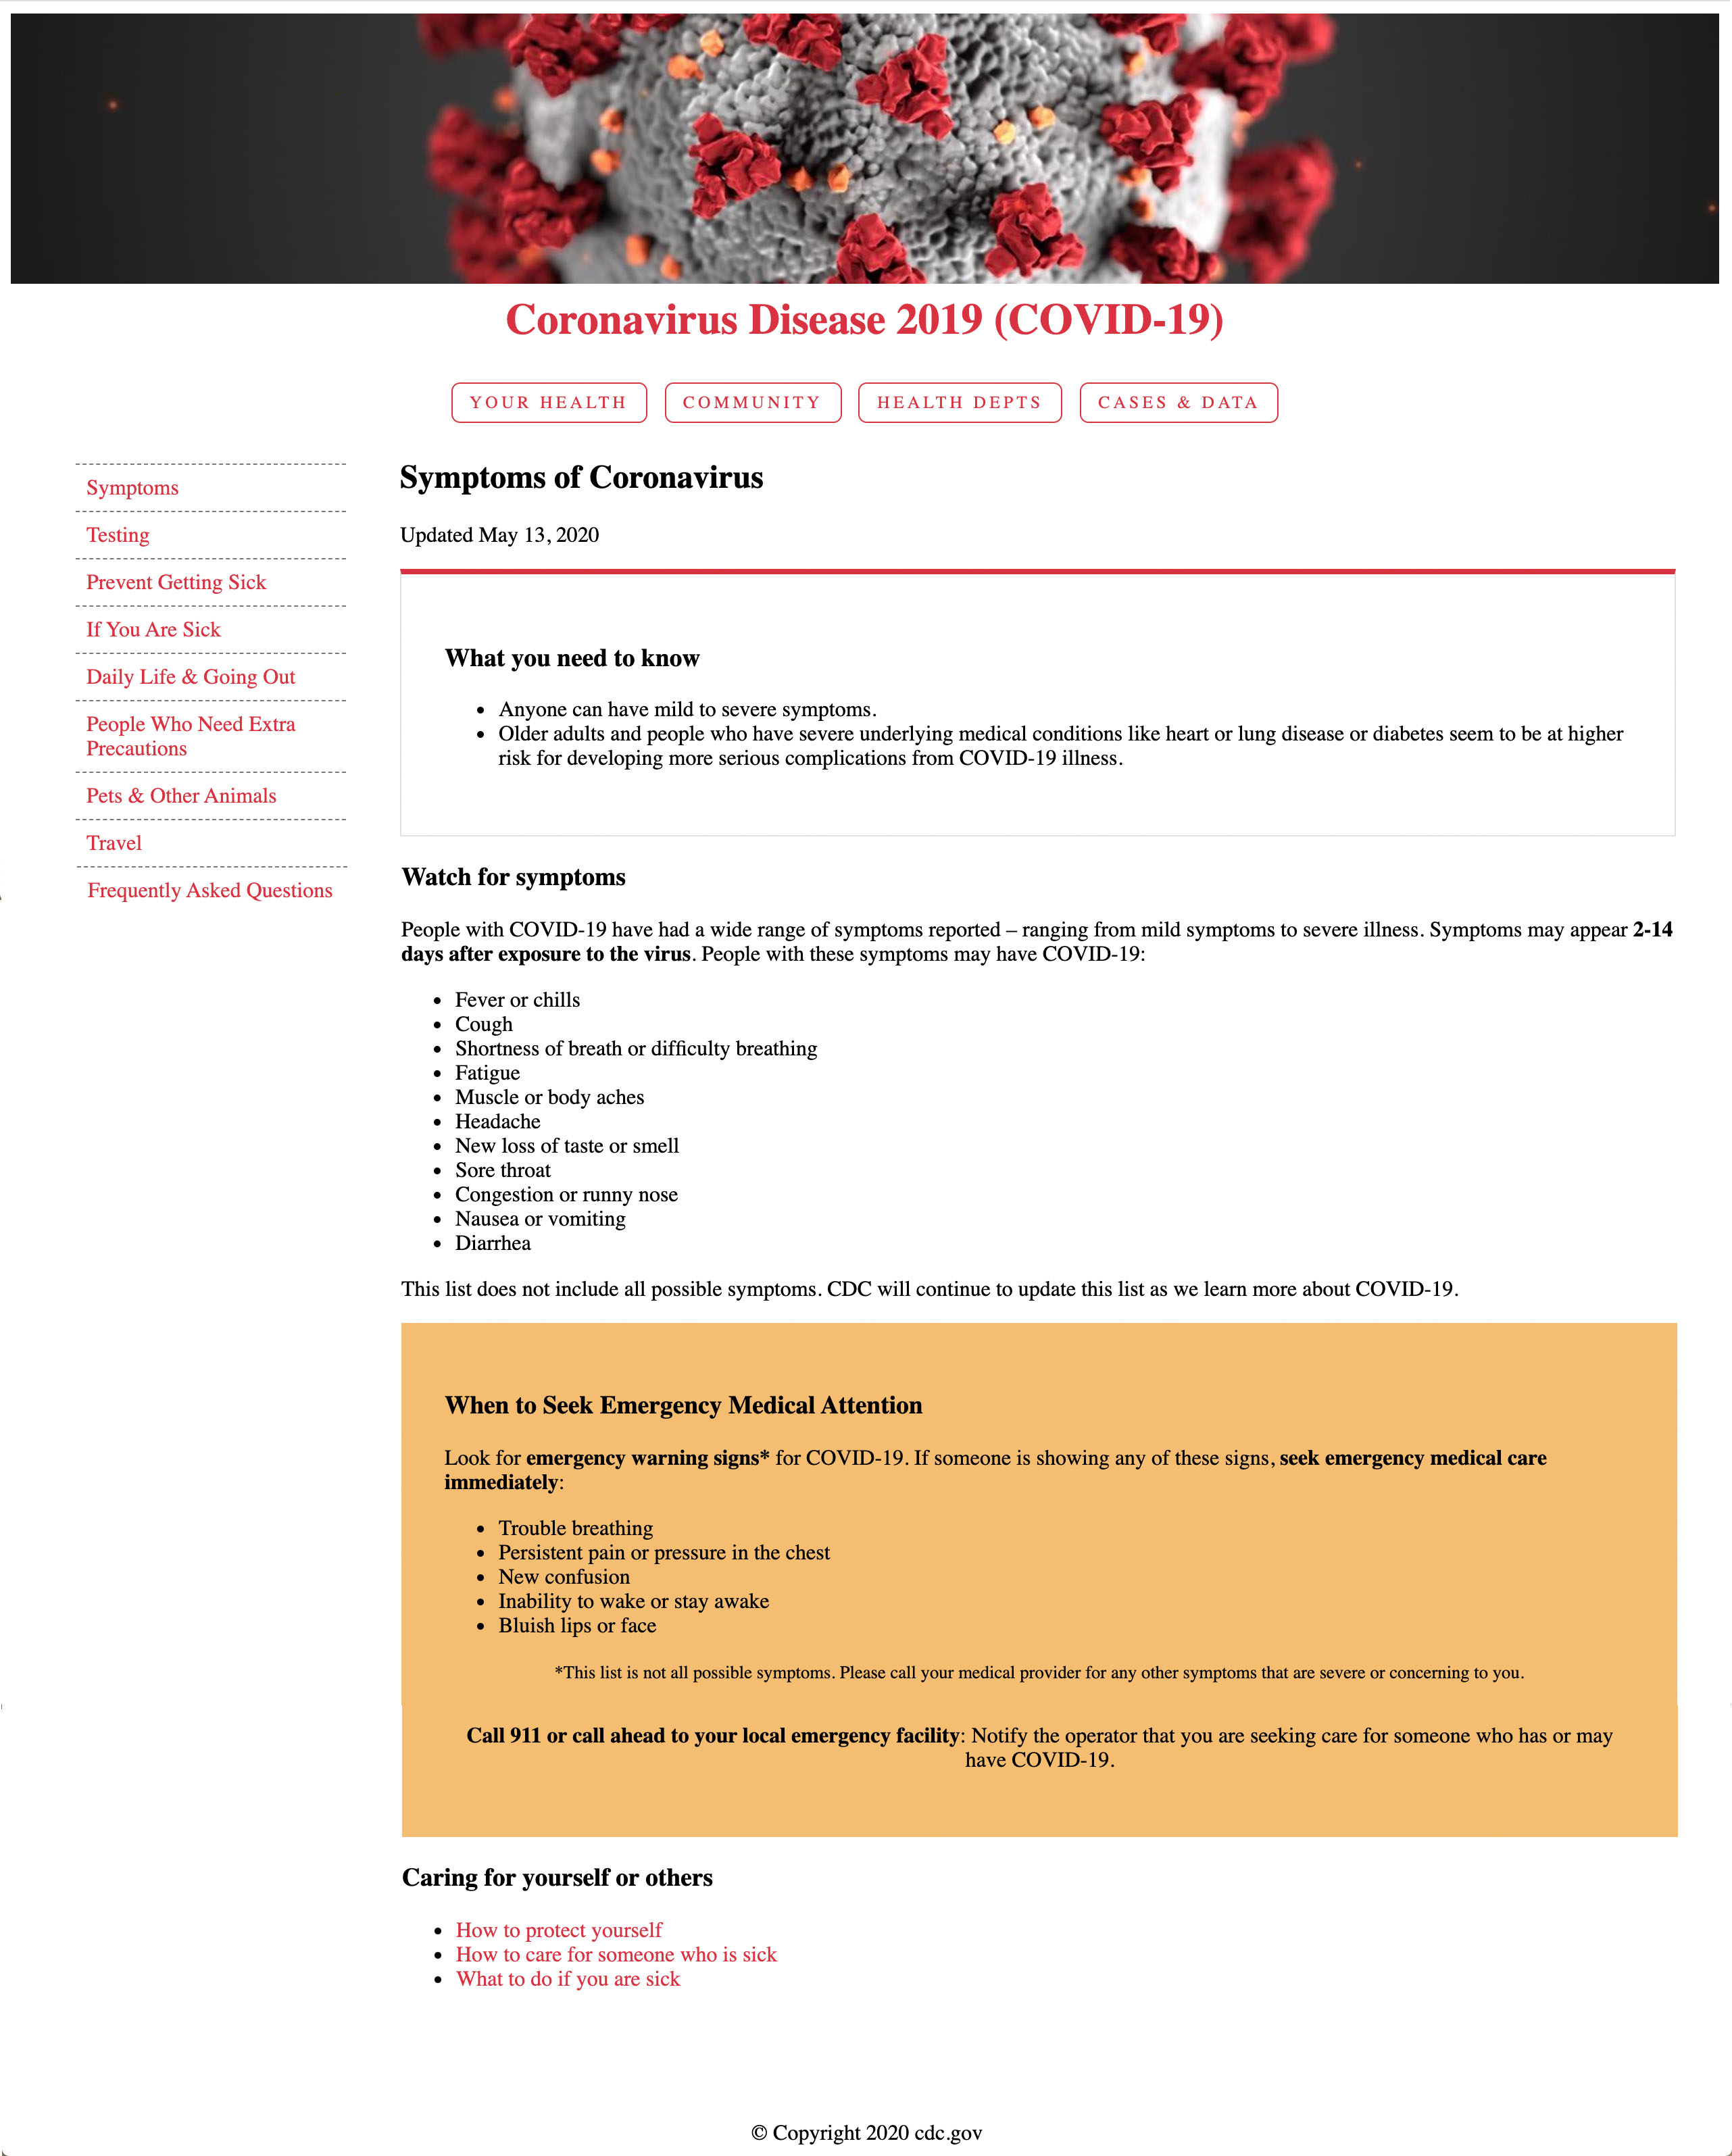 Coronavirus Disease 2019 (COVID-19)
YOUR HEALTH
COMMUNITY
HEALTH DEPTS
CASES & DATA
Symptoms
Testing
Prevent Getting Sick
If You Are Sick
Daily Life & Going Out
People Who Need Extra
Precautions
Pets & Other Animals
Travel
Frequently Asked Questions
Symptoms of Coronavirus
Updated May 13, 2020
What you need to know
• Anyone can have mild to severe symptoms.
• Older adults and people who have severe underlying medical conditions like heart or lung disease or diabetes seem to be at higher
risk for developing more serious complications from COVID-19 illness.
Watch for symptoms
People with COVID-19 have had a wide range of symptoms reported – ranging from mild symptoms to severe illness. Symptoms may appear 2-14
days after exposure to the virus. People with these symptoms may have COVID-19:
• Fever or chills
• Cough
• Shortness of breath or difficulty breathing
• Fatigue
• Muscle or body aches
• Headache
• New loss of taste or smell
• Sore throat
• Congestion or runny nose
• Nausea or vomiting
• Diarrhea
This list does not include all possible symptoms. CDC will continue to update this list as we learn more about COVID-19.
When to Seek Emergency Medical Attention
Look for emergency warning signs* for COVID-19. If someone is showing any of these signs, seek emergency medical care
immediately:
• Trouble breathing
• Persistent pain or pressure in the chest
• New confusion
• Inability to wake or stay awake
• Bluish lips or face
*This list is not all possible symptoms. Please call your medical provider for any other symptoms that are severe or concerning to you.
Call 911 or call ahead to your local emergency facility: Notify the operator that you are seeking care for someone who has or may
have COVID-19.
Caring for yourself or others
• How to protect yourself
• How to care for someone who is sick
• What to do if you are sick
© Copyright 2020 cdc.gov